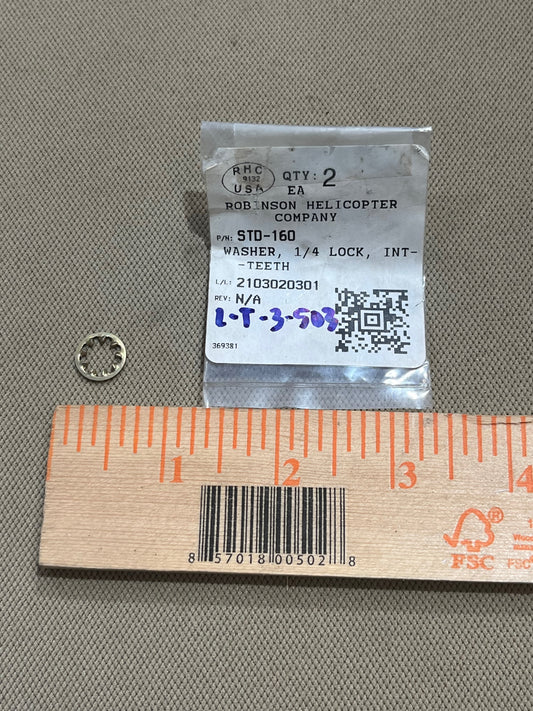 RHC
9132
USA
QTY: 2
EA
ROBINSON HELICOPTER
COMPANY
P/N: STD-160
WASHER, 1/4 LOCK, INT-
-TEETH
L/L: 2103020301
REV: N/A
L-T-3-503
369381
1 2 3 4
8 57018 00502 8
FSC®
FSC